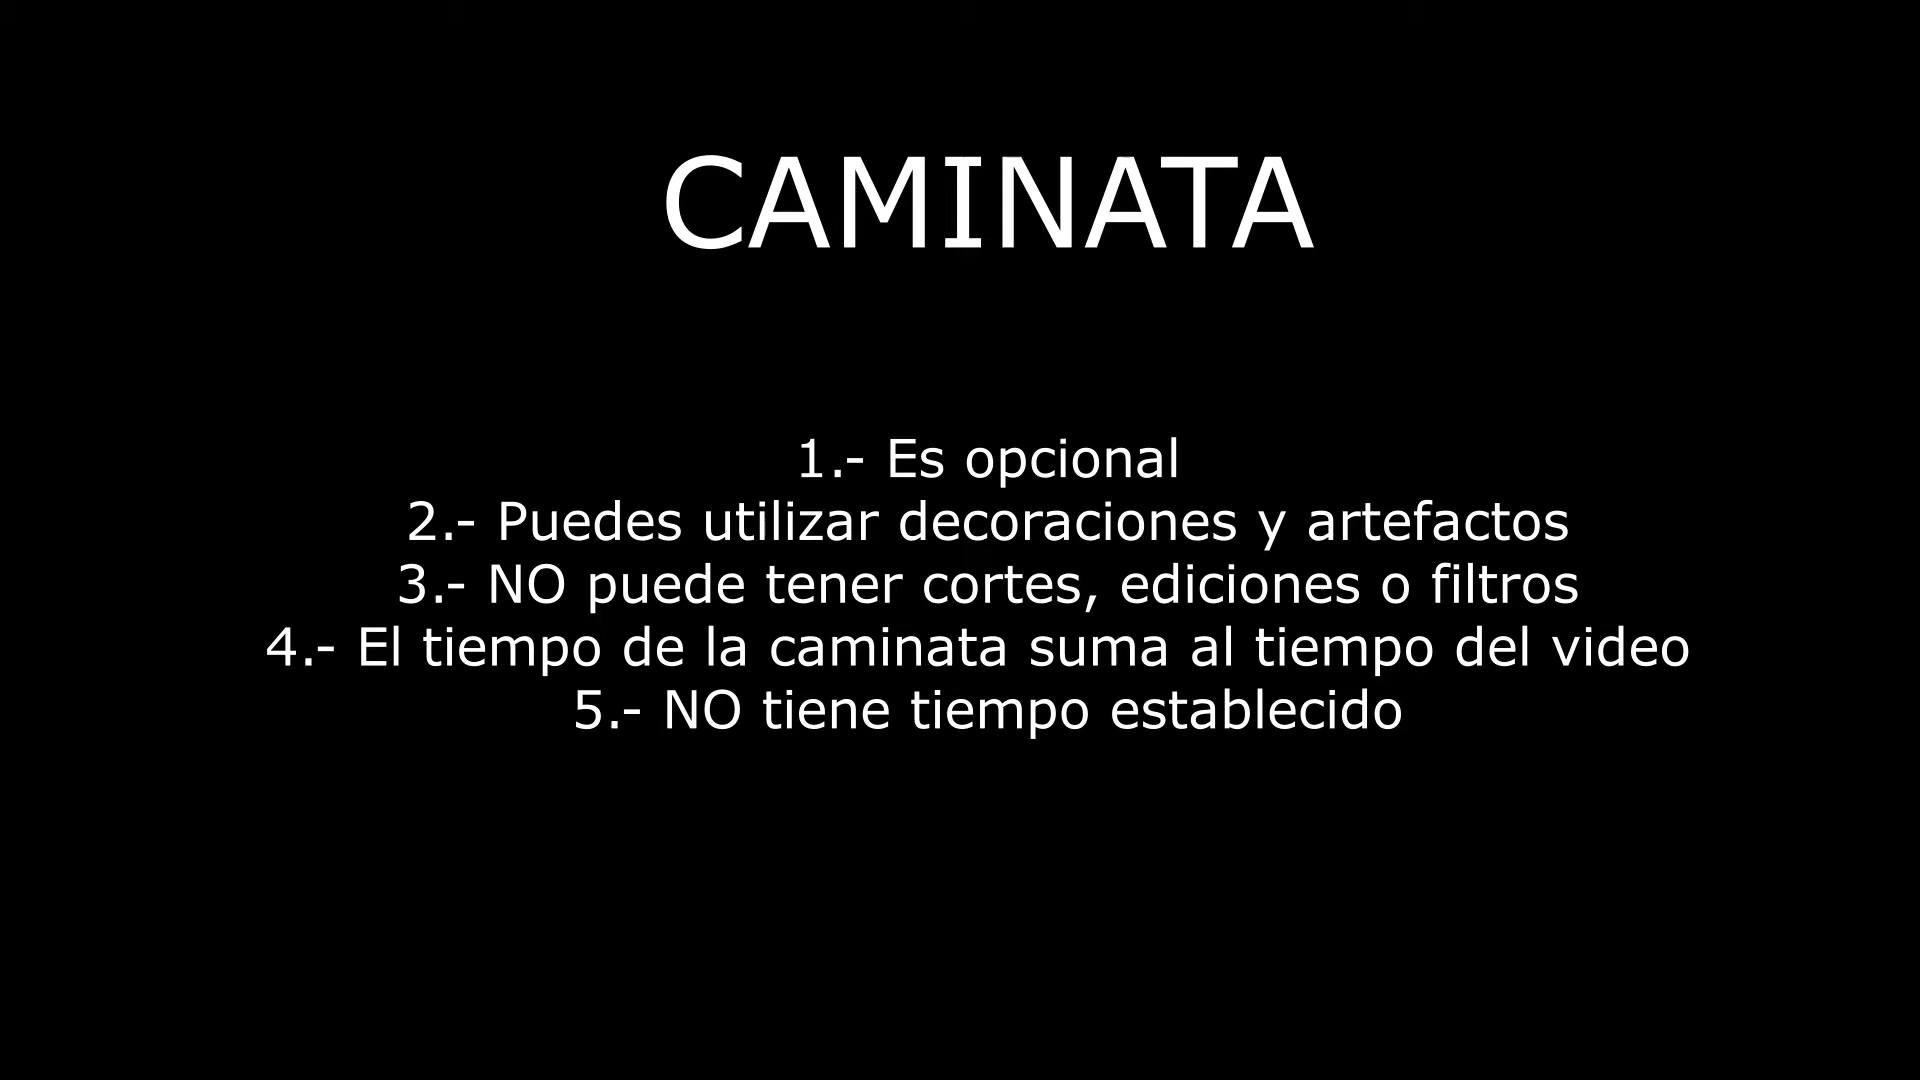 CAMINATA
1.- Es opcional
2.- Puedes utilizar decoraciones y artefactos
3.- NO puede tener cortes, ediciones o filtros
4.- El tiempo de la caminata suma al tiempo del video
5.- NO tiene tiempo establecido